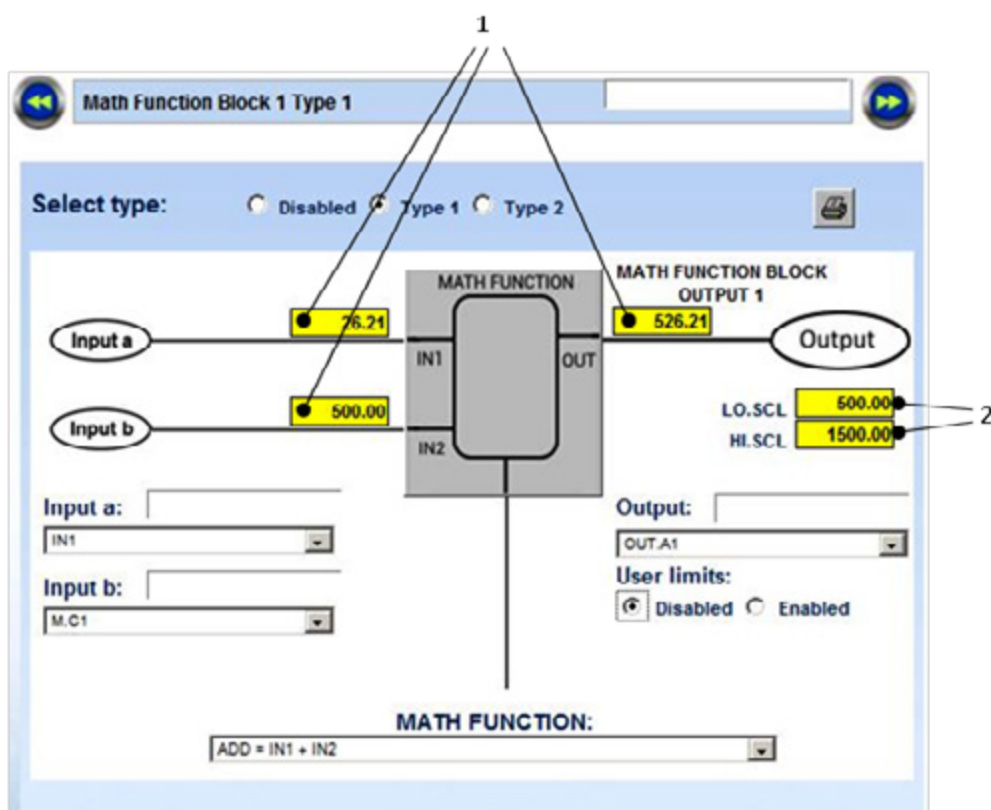 1
Math Function Block 1 Type 1
Select type: Disabled Type 1 Type 2
MATH FUNCTION
MATH FUNCTION BLOCK
OUTPUT 1
Input a
26.21
IN1
OUT
526.21
Output
Input b
500.00
IN2
LO.SCL 500.00
HI.SCL 1500.00
2
Input a:
IN1
Input b:
M.C1
Output:
OUT.A1
User limits:
Disabled Enabled
MATH FUNCTION:
ADD = IN1 + IN2